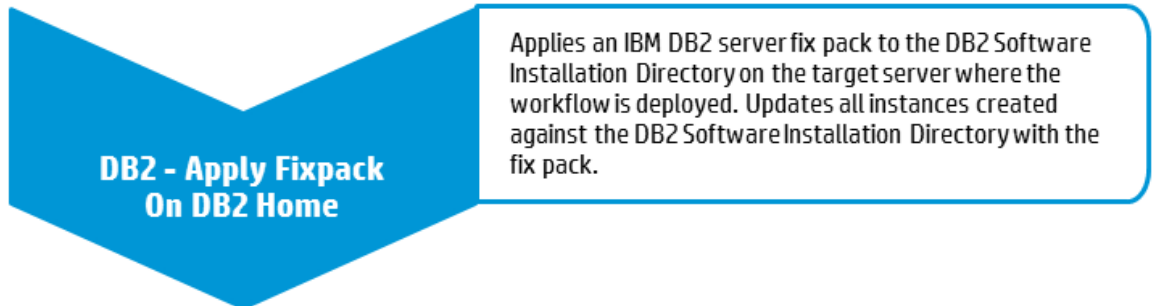 DB2 - Apply Fixpack
On DB2 Home
Applies an IBM DB2 server fix pack to the DB2 Software
Installation Directory on the target server where the
workflow is deployed. Updates all instances created
against the DB2 Software Installation Directory with the
fix pack.